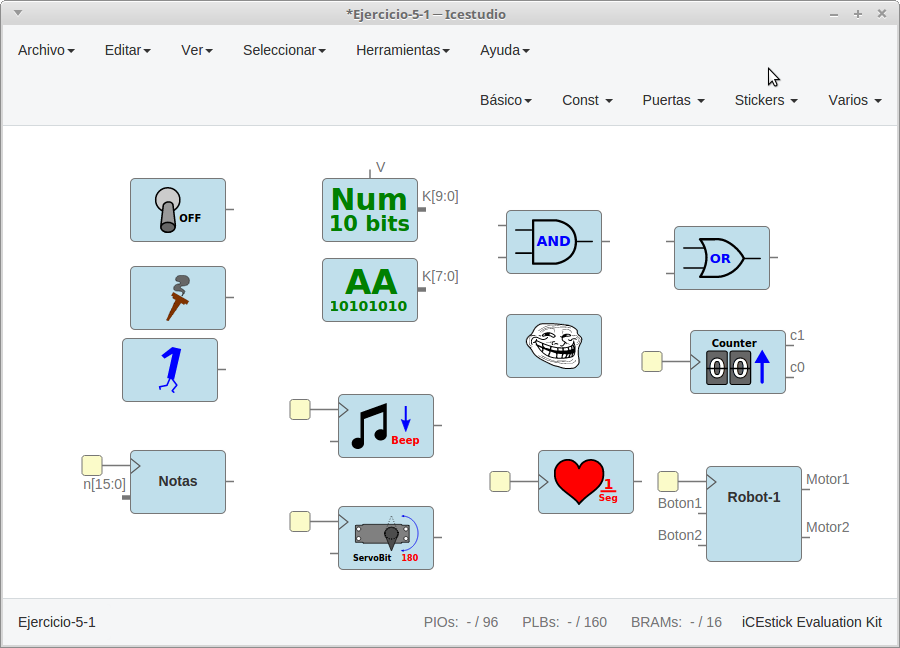 *Ejercicio-5-1 ─ Icestudio
Archivo Editar Ver Seleccionar Herramientas Ayuda
Básico Const Puertas Stickers Varios
OFF
V
Num
10 bits
K[9:0]
AND
OR
AA
10101010
K[7:0]
1
Counter
00
c1
c0
Beep
n[15:0]
Notas
1
Seg
Boton1
Boton2
Robot-1
Motor1
Motor2
ServoBit 180
Ejercicio-5-1 PIOs: - / 96 PLBs: - / 160 BRAMs: - / 16 iCEstick Evaluation Kit